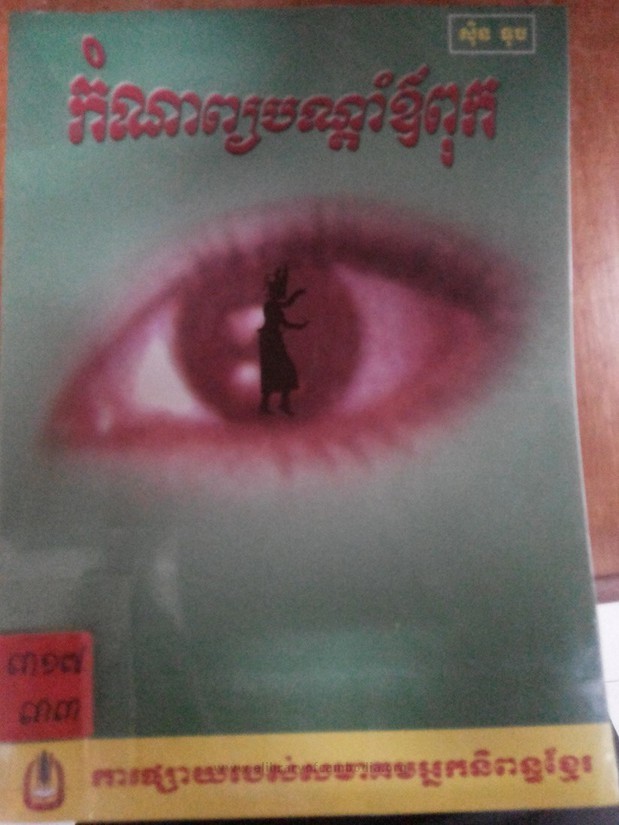 ស៊ុន ទុប
កំណាព្យបណ្ដាំឪពុក
៣១៧
៣៣
ការផ្សាយរបស់សមាគមអ្នកនិពន្ធខ្មែរ